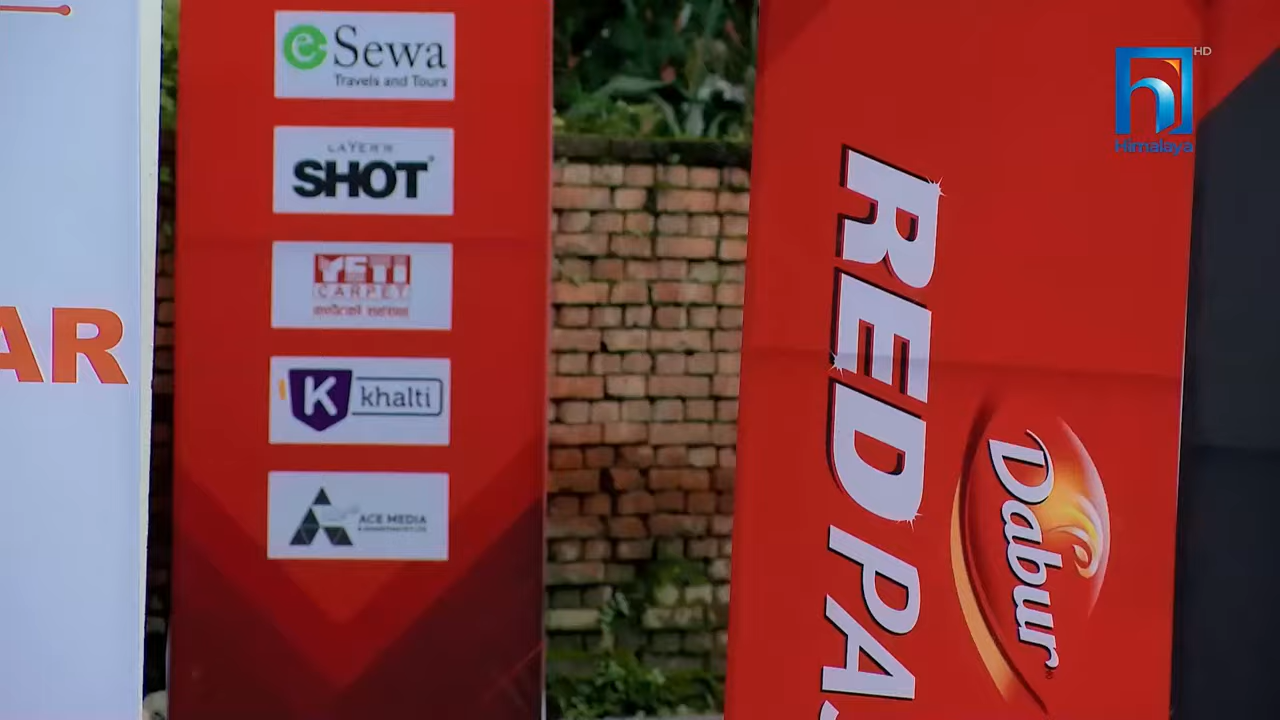 AR
eSewa
Travels and Tours
LAYER'R
SHOT
YETI
CARPET
K khalti
ACE MEDIA
RED PA
Dabur
HD
Himalaya